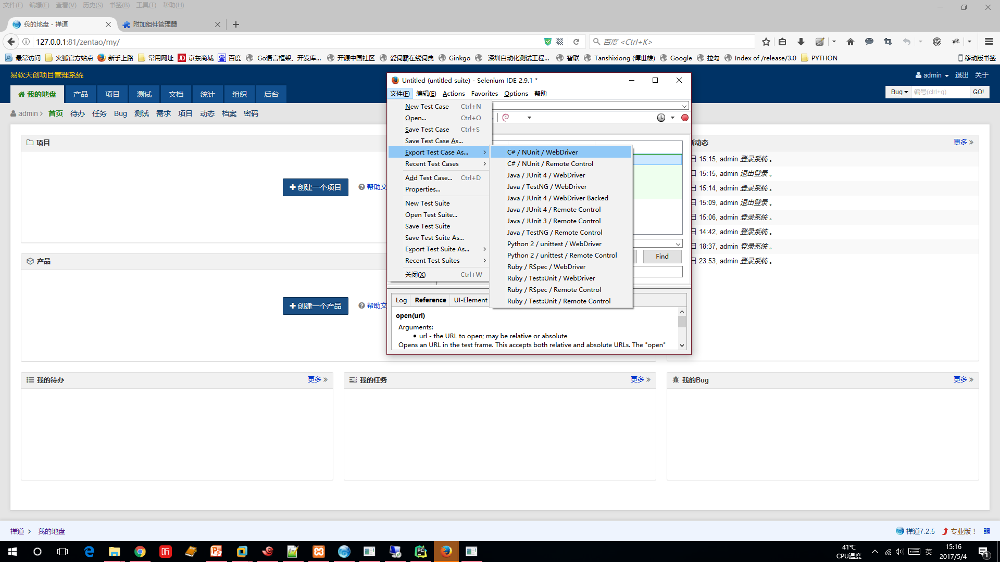 文件(F) 编辑(E) 查看(V) 历史(S) 书签(B) 工具(T) 帮助(H)
我的地盘 - 禅道
附加组件管理器
127.0.0.1:81/zentao/my/
百度 <Ctrl+K>
最常访问 火狐官方站点 新手上路 常用网址 JD 京东商城 百度 Go语言框架、开发库... 开源中国社区 爱词霸在线词典 Ginkgo 深圳自动化测试工程... 智联 Tanshixiong (谭世雄) Google 拉勾 Index of /release/3.0 PYTHON 移动版书签
易软天创项目管理系统
admin 退出 关于
我的地盘 产品 项目 测试 文档 统计 组织 后台
Bug 编号(ctrl+g) GO!
admin 首页 待办 任务 Bug 测试 需求 项目 动态 档案 密码
项目
创建一个项目 帮助文
产品
创建一个产品 帮助文
Untitled (untitled suite) - Selenium IDE 2.9.1 *
文件(F) 编辑(E) Actions Favorites Options 帮助
New Test Case Ctrl+N
Open... Ctrl+O
Save Test Case Ctrl+S
Save Test Case As...
Export Test Case As...
Recent Test Cases
Add Test Case... Ctrl+D
Properties...
New Test Suite
Open Test Suite...
Save Test Suite
Save Test Suite As...
Export Test Suite As...
Recent Test Suites
关闭(X) Ctrl+W
C# / NUnit / WebDriver
C# / NUnit / Remote Control
Java / JUnit 4 / WebDriver
Java / TestNG / WebDriver
Java / JUnit 4 / WebDriver Backed
Java / JUnit 4 / Remote Control
Java / JUnit 3 / Remote Control
Java / TestNG / Remote Control
Python 2 / unittest / WebDriver
Python 2 / unittest / Remote Control
Ruby / RSpec / WebDriver
Ruby / Test::Unit / WebDriver
Ruby / RSpec / Remote Control
Ruby / Test::Unit / Remote Control
Find
Log Reference UI-Element
open(url)
Arguments:
• url - the URL to open; may be relative or absolute
Opens an URL in the test frame. This accepts both relative and absolute URLs. The "open"
动态 更多
日 15:15, admin 登录系统 。
日 15:15, admin 退出登录 。
日 15:14, admin 登录系统 。
日 15:09, admin 退出登录 。
日 15:06, admin 登录系统 。
日 14:42, admin 登录系统 。
日 18:37, admin 登录系统 。
日 23:53, admin 登录系统 。
我的待办 更多
我的任务 更多
我的Bug 更多
禅道 我的地盘
禅道7.2.5 专业版！
41℃
CPU温度
英
15:16
2017/5/4
1